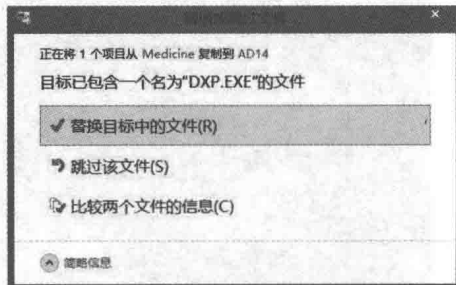 正在将 1 个项目从 Medicine 复制到 AD14
目标已包含一个名为"DXP.EXE"的文件
替换目标中的文件(R)
跳过该文件(S)
比较两个文件的信息(C)
简略信息